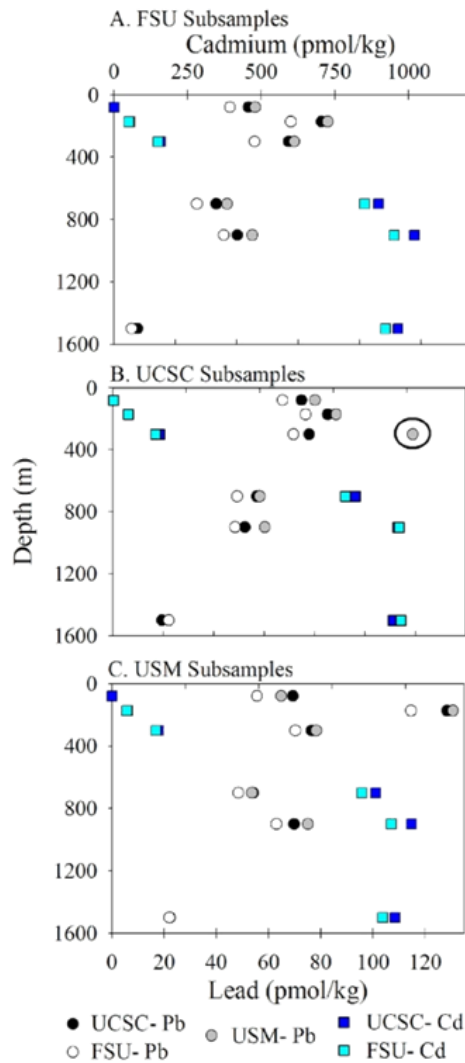 A. FSU Subsamples
Cadmium (pmol/kg)
0 250 500 750 1000
0
400
800
1200
1600
B. UCSC Subsamples
0
400
800
1200
1600
Depth (m)
C. USM Subsamples
0
400
800
1200
1600
0 20 40 60 80 100 120
Lead (pmol/kg)
UCSC- Pb
USM- Pb
UCSC- Cd
FSU- Pb
FSU- Cd